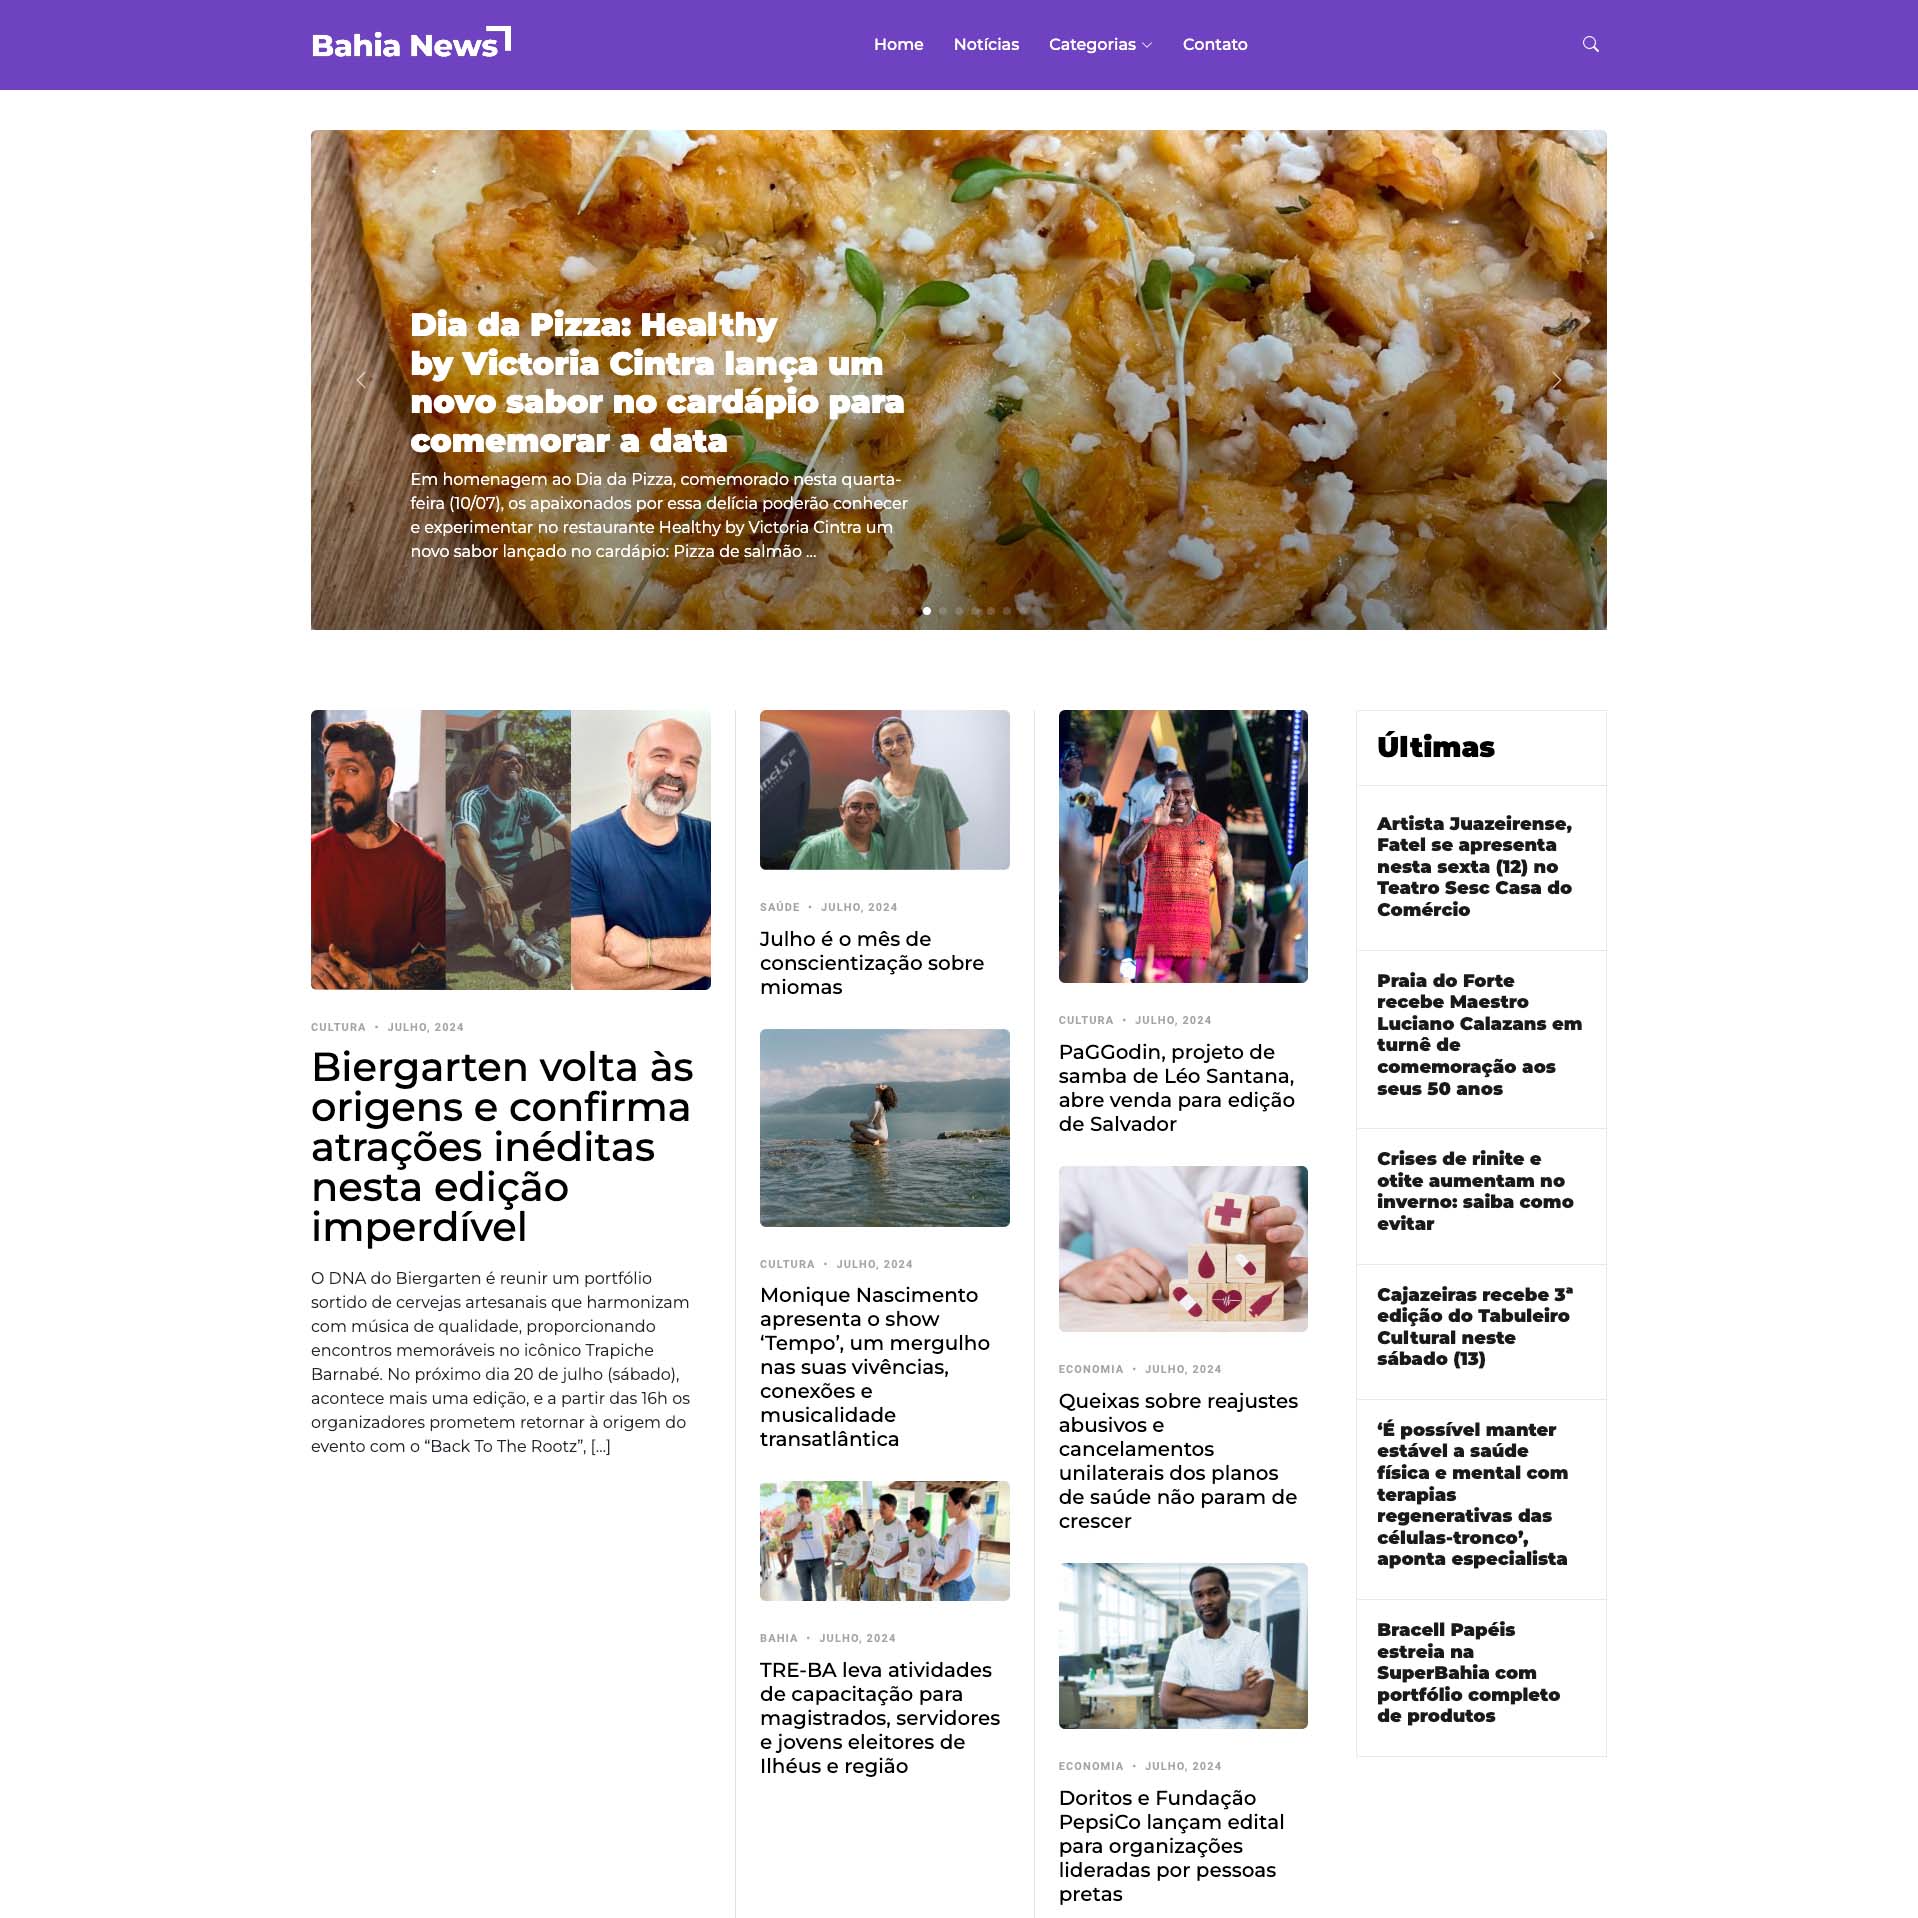 Bahia News
Home
Notícias
Categorias
Contato
Dia da Pizza: Healthy
by Victoria Cintra lança um
novo sabor no cardápio para
comemorar a data
Em homenagem ao Dia da Pizza, comemorado nesta quarta-
feira (10/07), os apaixonados por essa delícia poderão conhecer
e experimentar no restaurante Healthy by Victoria Cintra um
novo sabor lançado no cardápio: Pizza de salmão ...
CULTURA • JULHO, 2024
Biergarten volta às
origens e confirma
atrações inéditas
nesta edição
imperdível
O DNA do Biergarten é reunir um portfólio
sortido de cervejas artesanais que harmonizam
com música de qualidade, proporcionando
encontros memoráveis no icônico Trapiche
Barnabé. No próximo dia 20 de julho (sábado),
acontece mais uma edição, e a partir das 16h os
organizadores prometem retornar à origem do
evento com o “Back To The Rootz”, […]
SAÚDE • JULHO, 2024
Julho é o mês de
conscientização sobre
miomas
CULTURA • JULHO, 2024
Monique Nascimento
apresenta o show
‘Tempo’, um mergulho
nas suas vivências,
conexões e
musicalidade
transatlântica
BAHIA • JULHO, 2024
TRE-BA leva atividades
de capacitação para
magistrados, servidores
e jovens eleitores de
Ilhéus e região
CULTURA • JULHO, 2024
PaGGodin, projeto de
samba de Léo Santana,
abre venda para edição
de Salvador
ECONOMIA • JULHO, 2024
Queixas sobre reajustes
abusivos e
cancelamentos
unilaterais dos planos
de saúde não param de
crescer
ECONOMIA • JULHO, 2024
Doritos e Fundação
PepsiCo lançam edital
para organizações
lideradas por pessoas
pretas
Últimas
Artista Juazeirense,
Fatel se apresenta
nesta sexta (12) no
Teatro Sesc Casa do
Comércio
Praia do Forte
recebe Maestro
Luciano Calazans em
turnê de
comemoração aos
seus 50 anos
Crises de rinite e
otite aumentam no
inverno: saiba como
evitar
Cajazeiras recebe 3ª
edição do Tabuleiro
Cultural neste
sábado (13)
‘É possível manter
estável a saúde
física e mental com
terapias
regenerativas das
células-tronco’,
aponta especialista
Bracell Papéis
estreia na
SuperBahia com
portfólio completo
de produtos